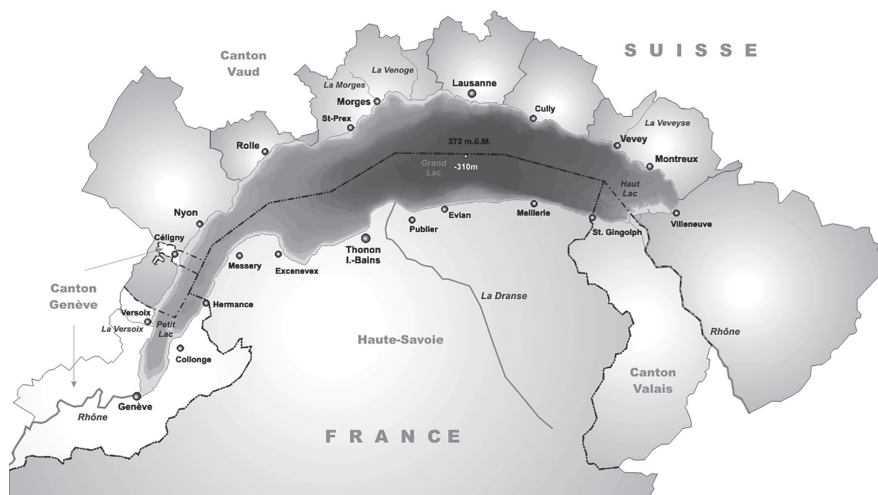 SUISSE
Canton
Vaud
La Venoge
La Morges
Morges
St-Prex
Lausanne
Cully
La Veveyse
Vevey
Montreux
Rolle
372 m.ü.M.
Grand
Lac
-310m
Haut
Lac
Nyon
Céligny
Publier
Evian
Meillerie
St. Gingolph
Villeneuve
Thonon
l.-Bains
Messery
Excenevex
Canton
Genève
Hermance
Versoix
La Versoix
Petit
Lac
La Dranse
Collonge
Haute-Savoie
Rhône
Canton
Valais
Genève
Rhône
FRANCE